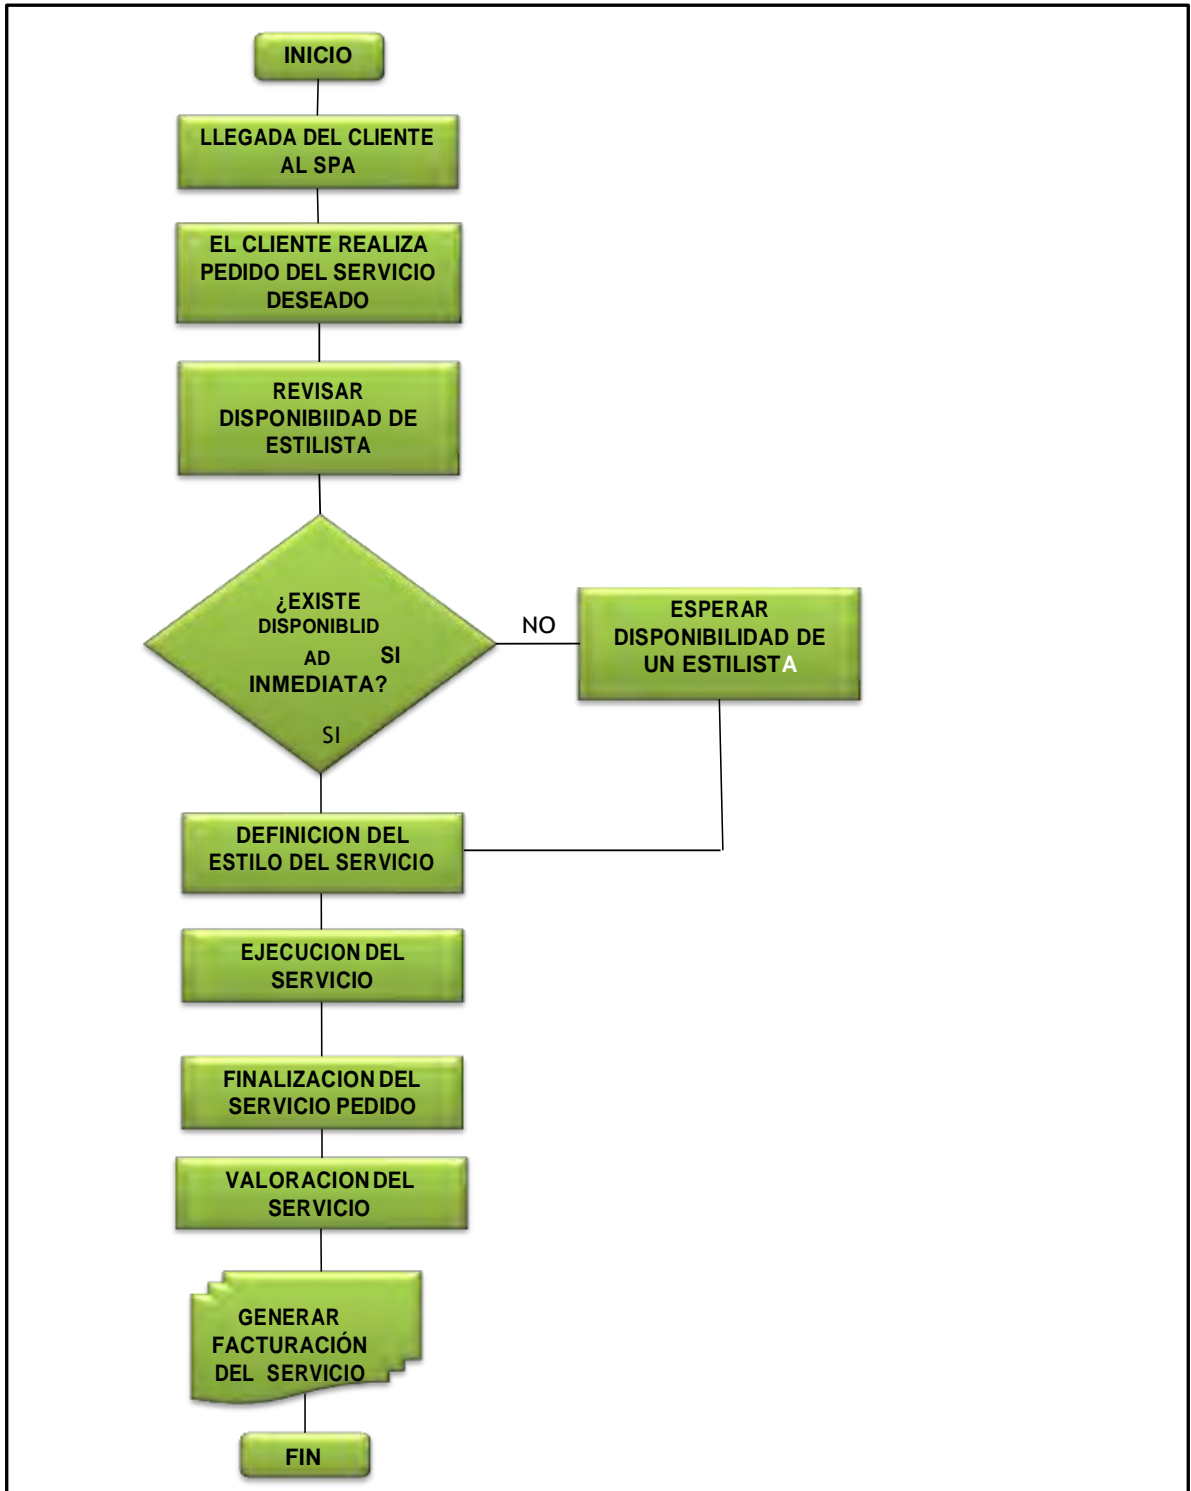 INICIO
LLEGADA DEL CLIENTE
AL SPA
EL CLIENTE REALIZA
PEDIDO DEL SERVICIO
DESEADO
REVISAR
DISPONIBIIDAD DE
ESTILISTA
¿EXISTE
DISPONIBLID
AD SI
INMEDIATA?
SI
NO
ESPERAR
DISPONIBILIDAD DE
UN ESTILISTA
DEFINICION DEL
ESTILO DEL SERVICIO
EJECUCION DEL
SERVICIO
FINALIZACION DEL
SERVICIO PEDIDO
VALORACION DEL
SERVICIO
GENERAR
FACTURACIÓN
DEL SERVICIO
FIN